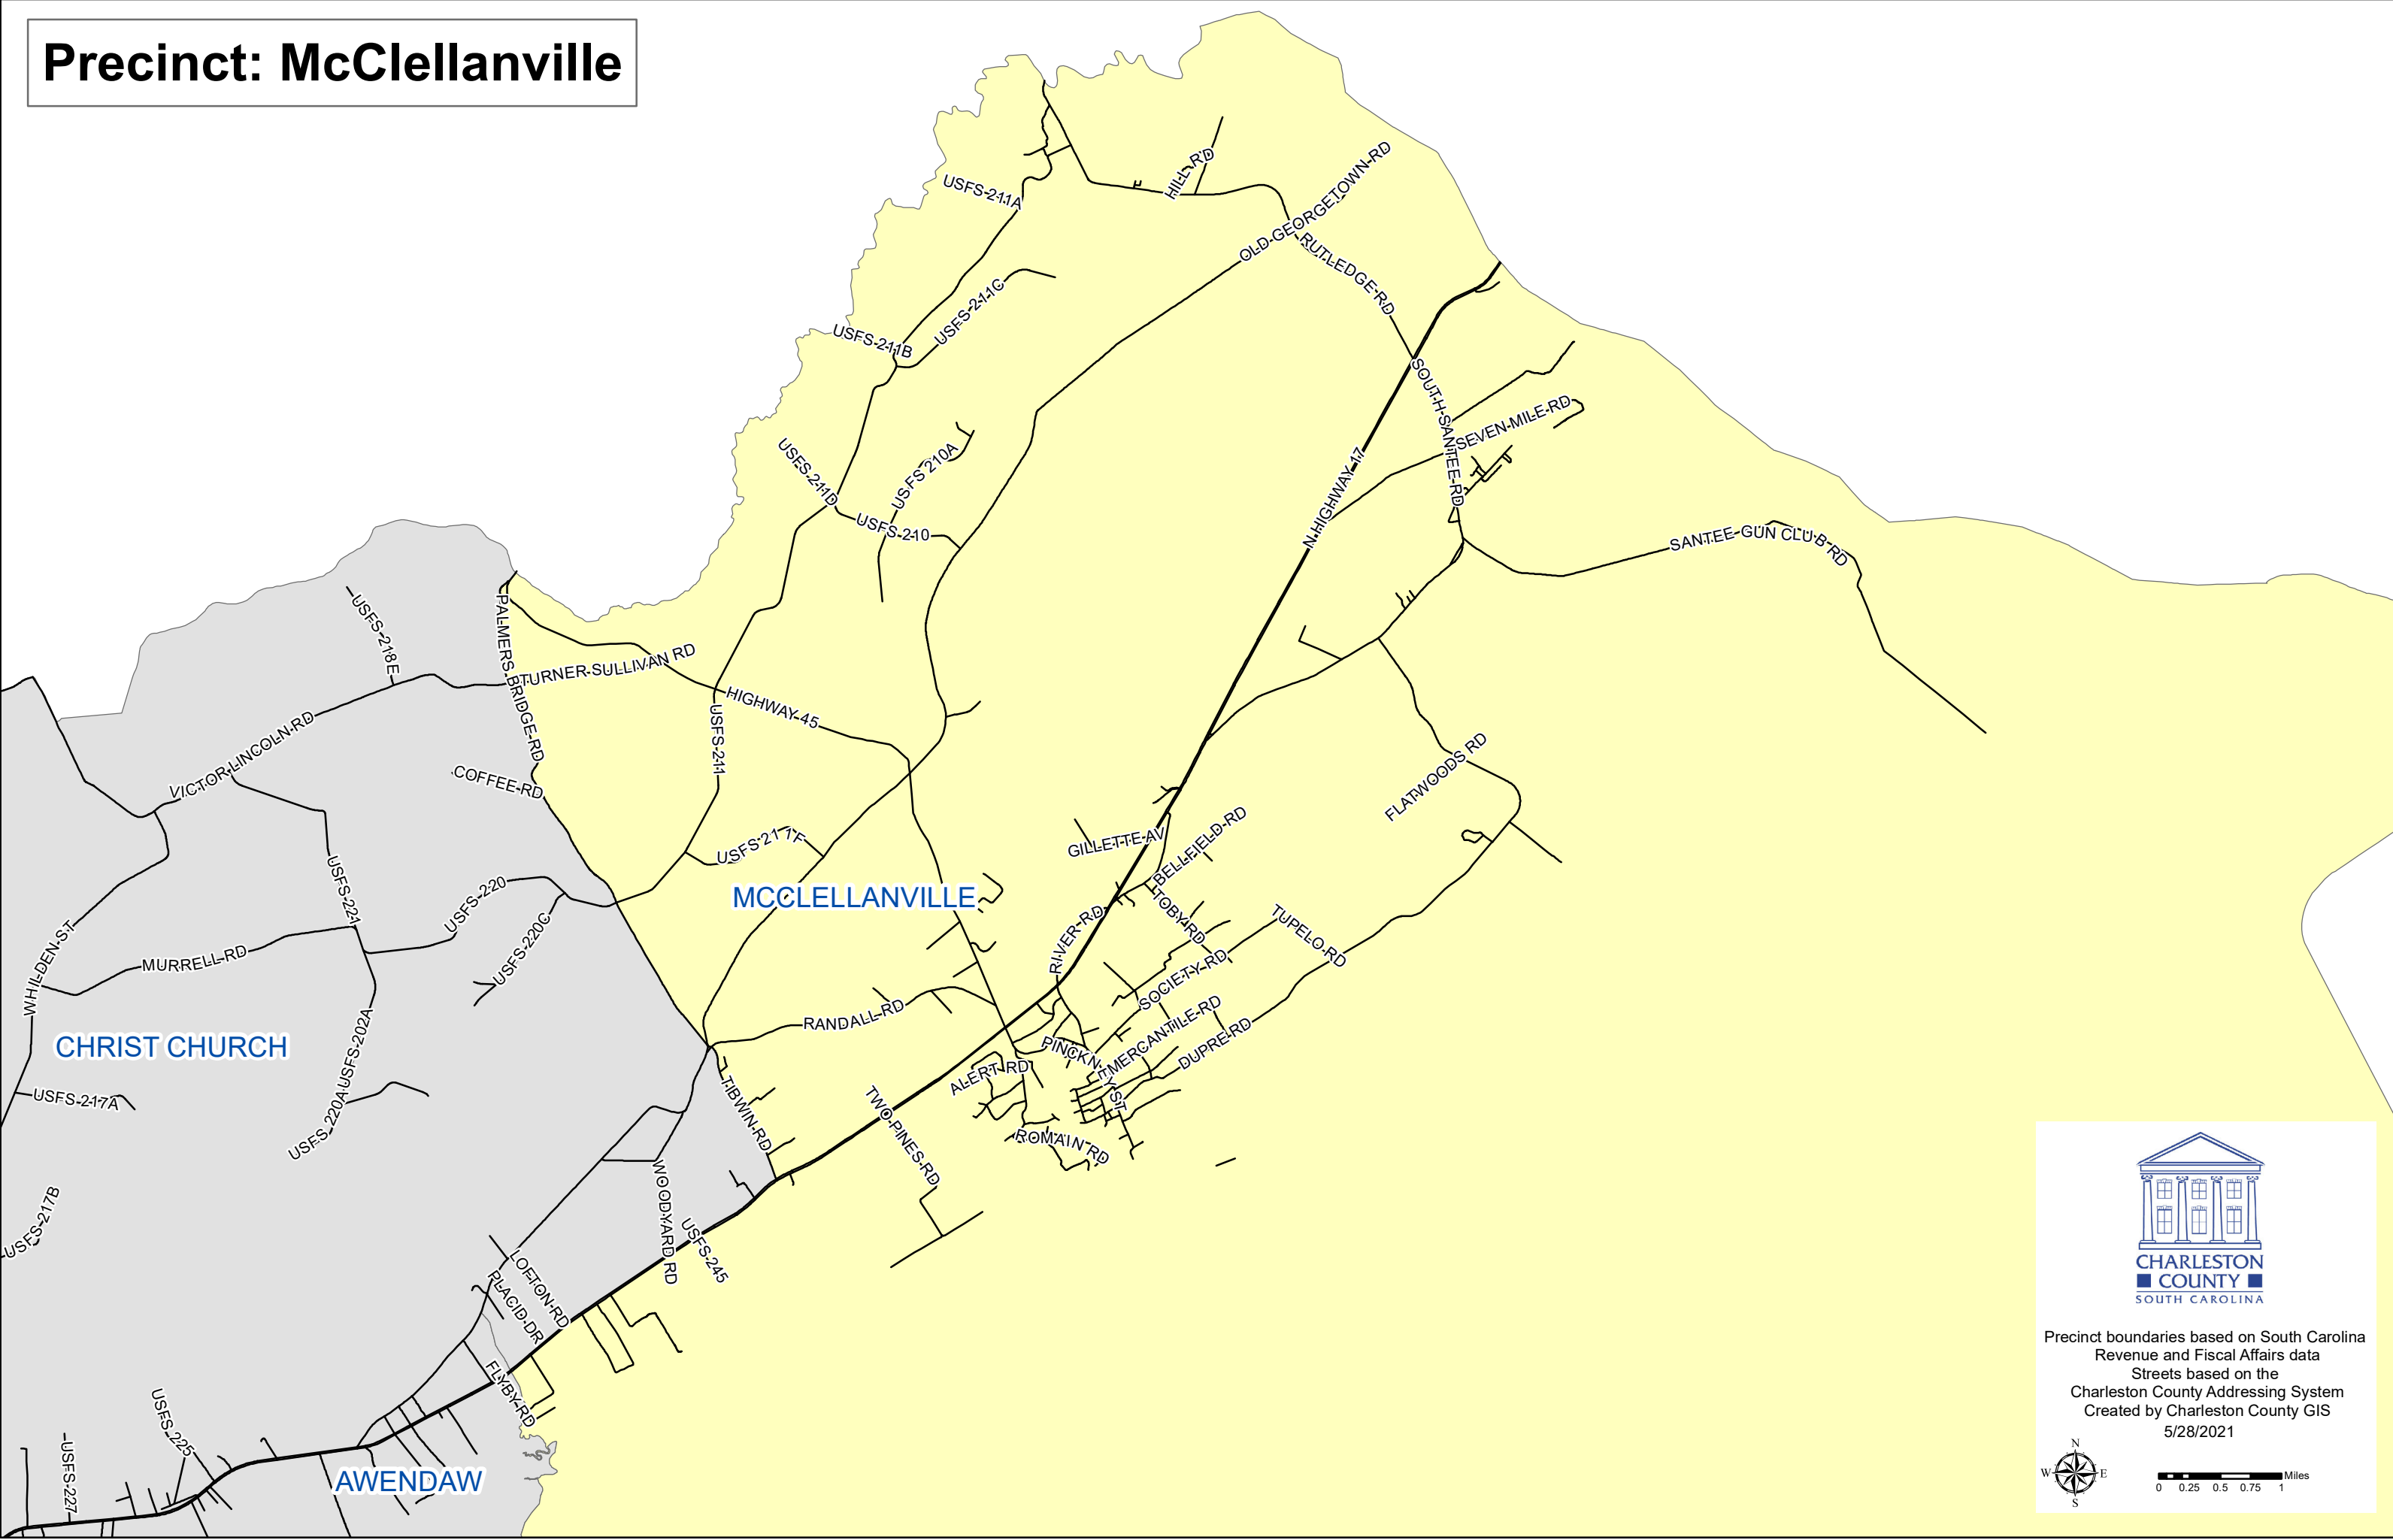 Precinct: McClellanville
HILL RD
OLD GEORGETOWN RD
USFS 211A
RUTLEDGE RD
USFS 211C
USFS 211B
SOUTH SANTEE RD
SEVEN MILE RD
USFS 211D
USFS 210A
N HIGHWAY 17
USFS 210
SANTEE GUN CLUB RD
USFS 218E
PALMERS BRIDGE RD
TURNER SULLIVAN RD
HIGHWAY 45
USFS 211
VICTOR LINCOLN RD
COFFEE RD
FLATWOODS RD
USFS 211F
GILLETTE AV
BELLFIELD RD
USFS 221
USFS 220
MCCLELLANVILLE
TOBY RD
USFS 220C
RIVER RD
TUPELO RD
WHILDEN ST
MURRELL RD
SOCIETY RD
RANDALL RD
MERCANTILE RD
USFS 202A
DUPRE RD
CHRIST CHURCH
PINCKNEY ST
ALERT RD
USFS 217A
USFS 220A
TIBWIN RD
TWO PINES RD
ROMAIN RD
USFS 217B
WOODYARD RD
USFS 245
LOFTON RD
PLACID DR
FLYBY RD
USFS 225
USFS 227
AWENDAW
CHARLESTON
COUNTY
SOUTH CAROLINA
Precinct boundaries based on South Carolina
Revenue and Fiscal Affairs data
Streets based on the
Charleston County Addressing System
Created by Charleston County GIS
5/28/2021
N
W E
S
Miles
0 0.25 0.5 0.75 1